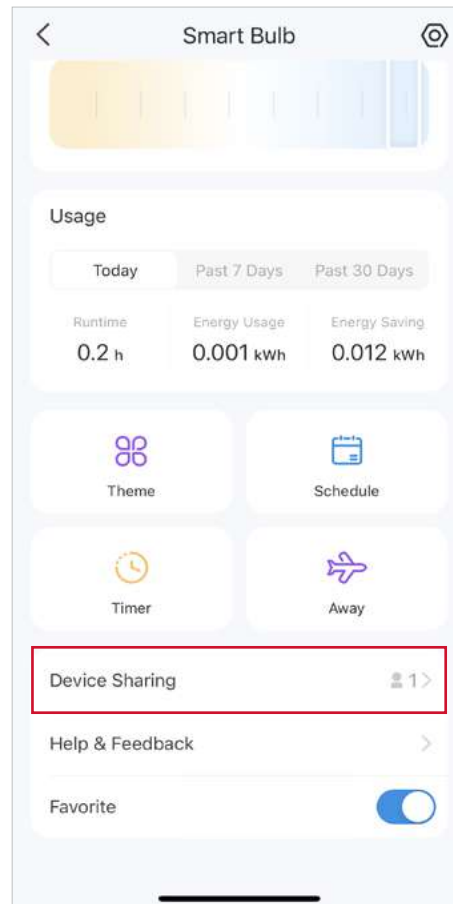 Smart Bulb
Usage
Today Past 7 Days Past 30 Days
Runtime Energy Usage Energy Saving
0.2 h 0.001 kWh 0.012 kWh
Theme Schedule
Timer Away
Device Sharing 1
Help & Feedback
Favorite